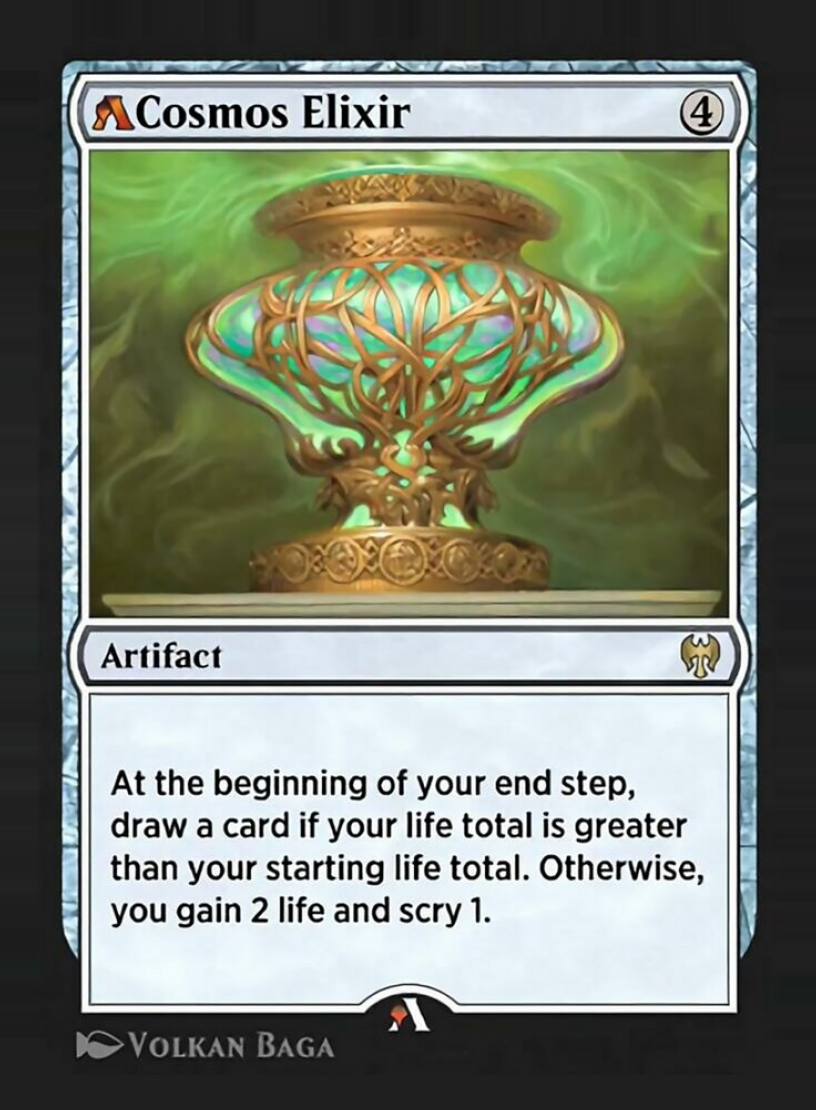 Cosmos Elixir
4
Artifact
At the beginning of your end step,
draw a card if your life total is greater
than your starting life total. Otherwise,
you gain 2 life and scry 1.
VOLKAN BAGA